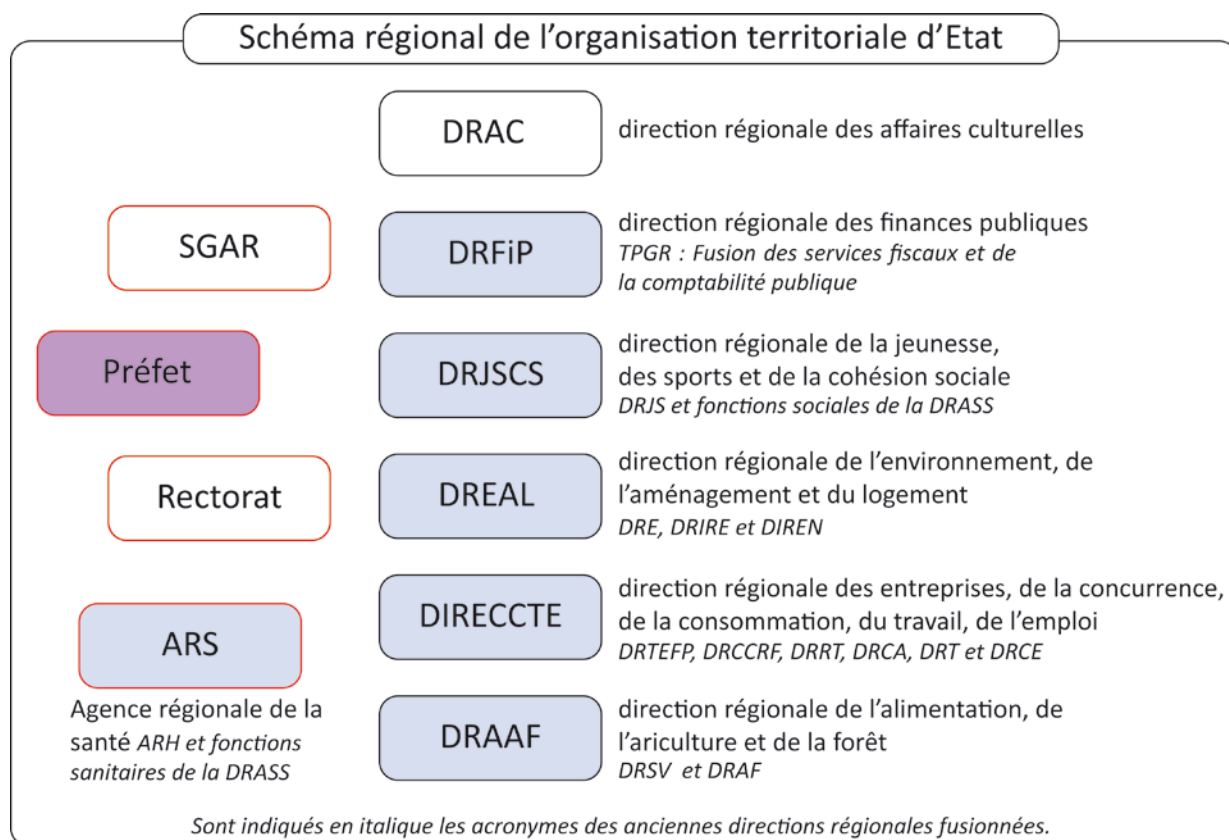 Schéma régional de l’organisation territoriale d’Etat
DRAC
direction régionale des affaires culturelles
SGAR
DRFiP
direction régionale des finances publiques
TPGR : Fusion des services fiscaux et de
la comptabilité publique
Préfet
DRJSCS
direction régionale de la jeunesse,
des sports et de la cohésion sociale
DRJS et fonctions sociales de la DRASS
Rectorat
DREAL
direction régionale de l’environnement, de
l’aménagement et du logement
DRE, DRIRE et DIREN
ARS
Agence régionale de la
santé ARH et fonctions
sanitaires de la DRASS
DIRECCTE
direction régionale des entreprises, de la concurrence,
de la consommation, du travail, de l’emploi
DRTEFP, DRCCRF, DRRT, DRCA, DRT et DRCE
DRAAF
direction régionale de l’alimentation, de
l’ariculture et de la forêt
DRSV et DRAF
Sont indiqués en italique les acronymes des anciennes directions régionales fusionnées.